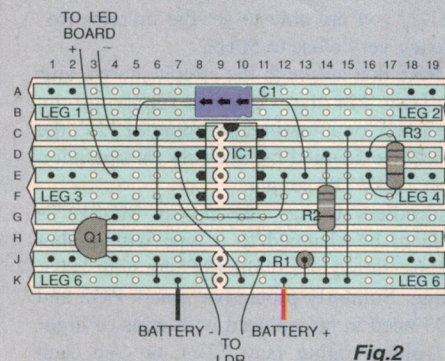 TO LED
BOARD
+ –
1 2 3 4 5 6 7 8 9 10 11 12 13 14 15 16 17 18 19
A
C1
B
LEG 1
LEG 2
C
R3
D
IC1
E
F
LEG 3
LEG 4
G
R2
H
Q1
J
R1
K
LEG 6
LEG 6
BATTERY -
BATTERY +
TO
LDR
Fig.2